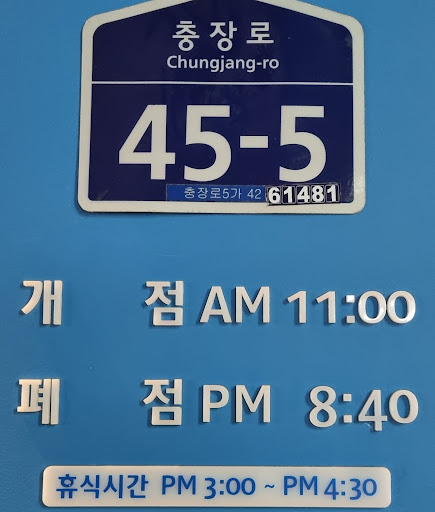 충장로
Chungjang-ro
45-5
충장로5가 42 61481
개 점 AM 11:00
폐 점 PM 8:40
휴식시간 PM 3:00 ~ PM 4:30